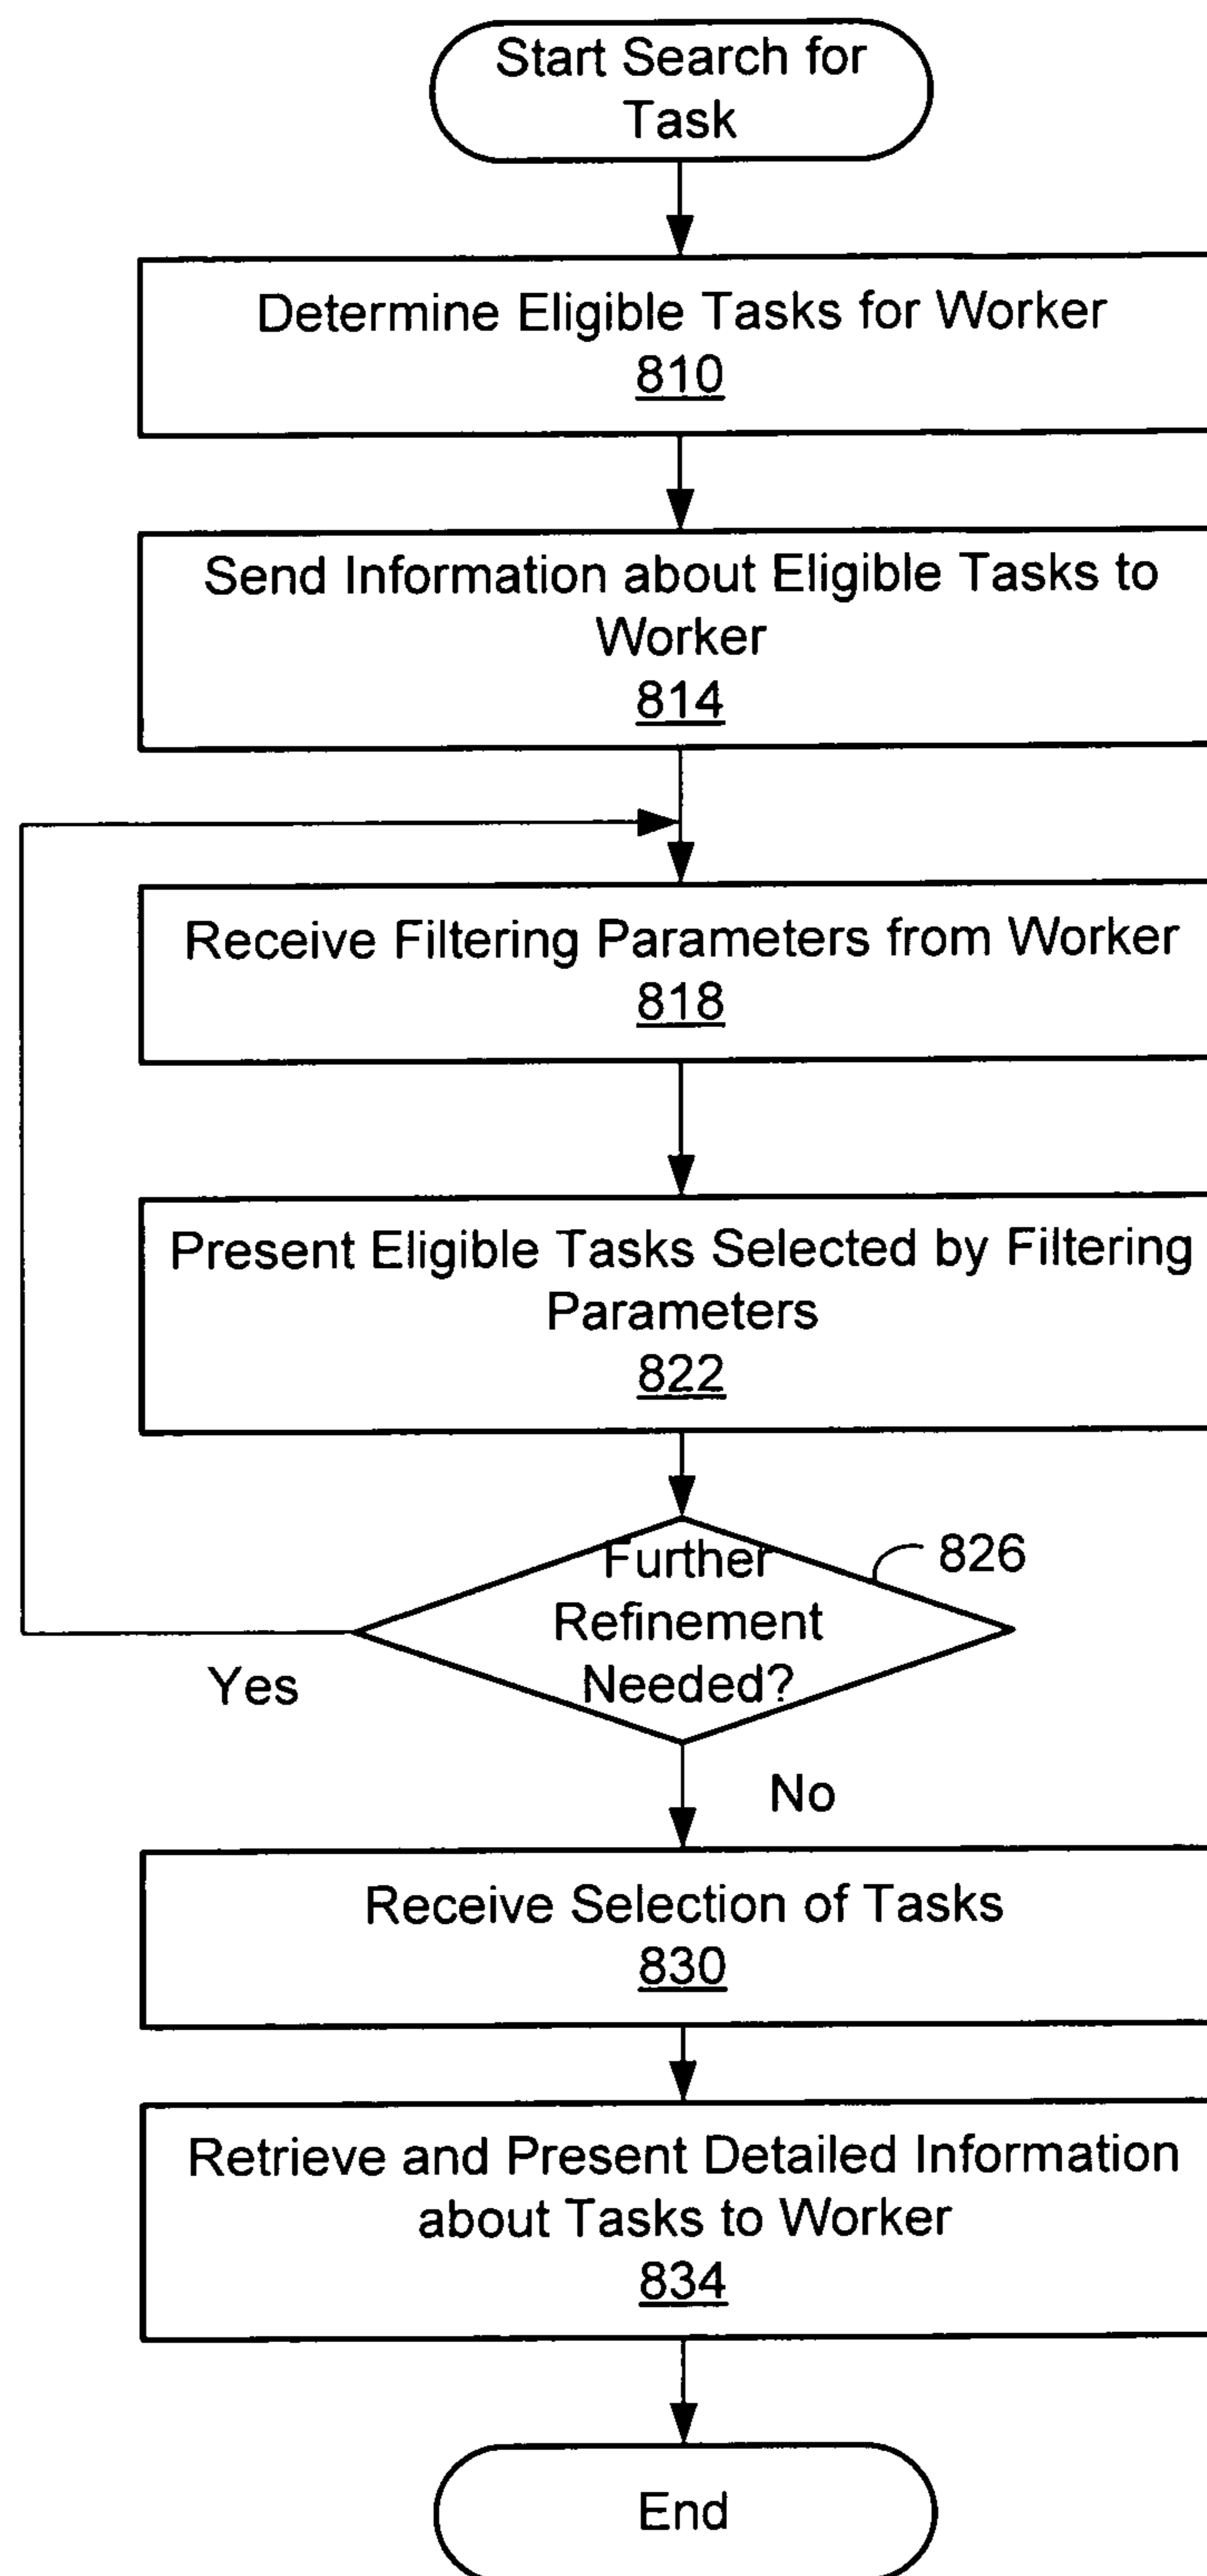 Start Search for
Task
Determine Eligible Tasks for Worker
810
Send Information about Eligible Tasks to
Worker
814
Receive Filtering Parameters from Worker
818
Present Eligible Tasks Selected by Filtering
Parameters
822
Further
Refinement
Needed?
826
Yes
No
Receive Selection of Tasks
830
Retrieve and Present Detailed Information
about Tasks to Worker
834
End